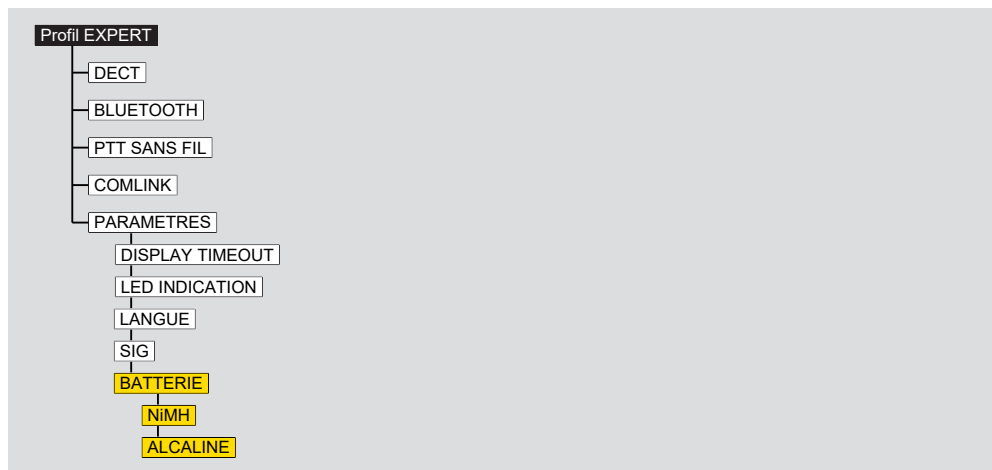 Profil EXPERT
DECT
BLUETOOTH
PTT SANS FIL
COMLINK
PARAMETRES
DISPLAY TIMEOUT
LED INDICATION
LANGUE
SIG
BATTERIE
NiMH
ALCALINE